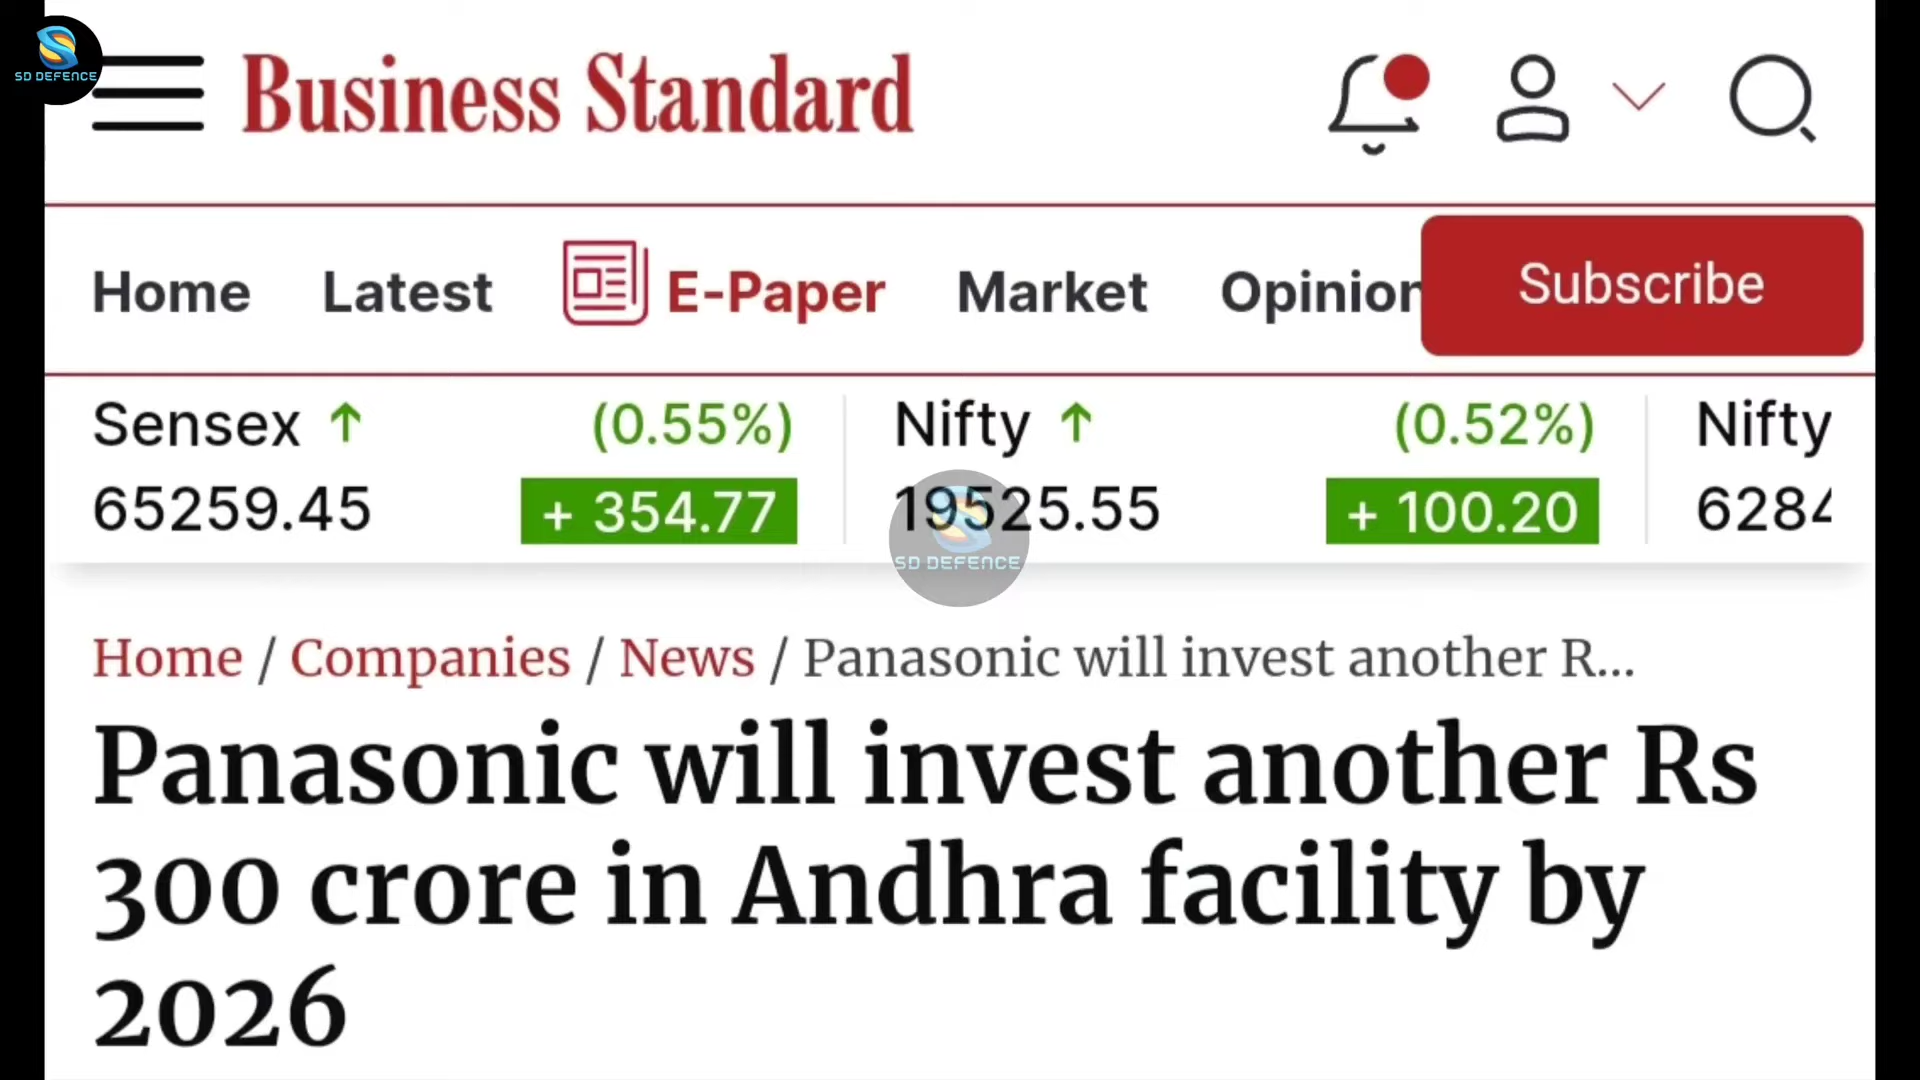 SD DEFENCE
Business Standard
Home Latest E-Paper Market Opinion Subscribe
Sensex ↑ (0.55%) Nifty ↑ (0.52%) Nifty
65259.45 + 354.77 19525.55 + 100.20 6284
SD DEFENCE
Home / Companies / News / Panasonic will invest another R...
Panasonic will invest another Rs
300 crore in Andhra facility by
2026